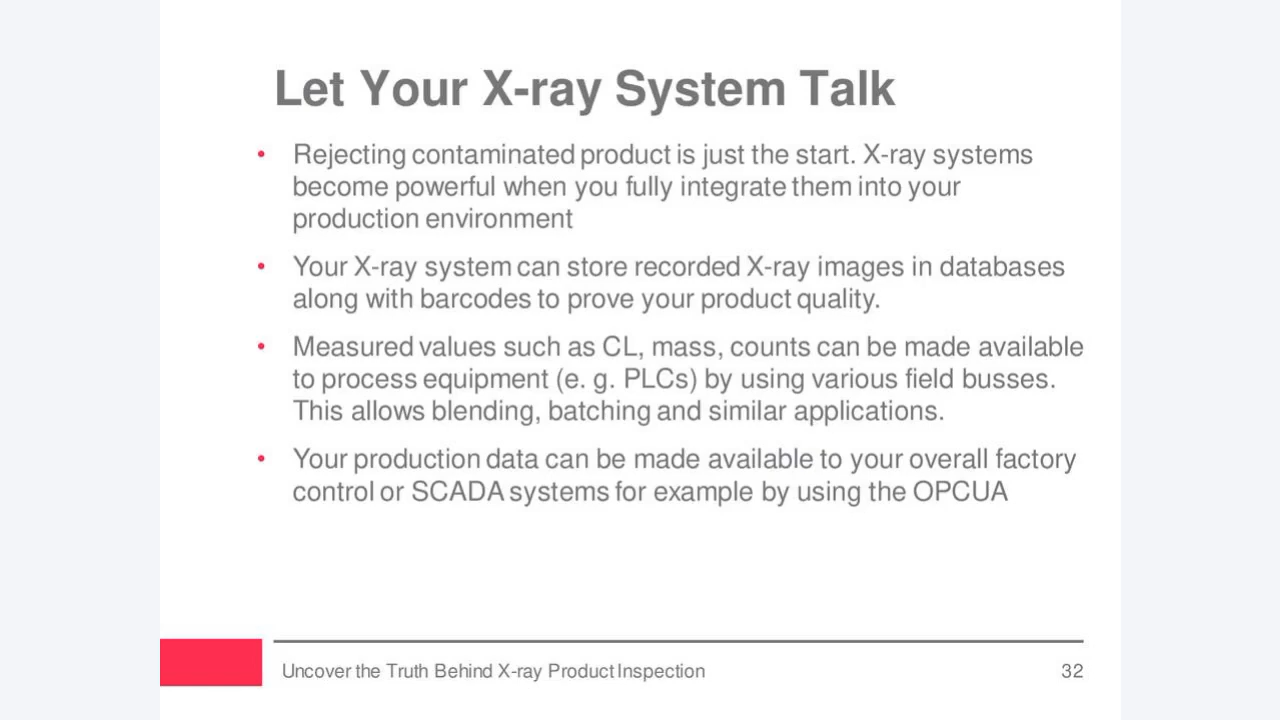 Let Your X-ray System Talk
• Rejecting contaminated product is just the start. X-ray systems
become powerful when you fully integrate them into your
production environment
• Your X-ray system can store recorded X-ray images in databases
along with barcodes to prove your product quality.
• Measured values such as CL, mass, counts can be made available
to process equipment (e. g. PLCs) by using various field busses.
This allows blending, batching and similar applications.
• Your production data can be made available to your overall factory
control or SCADA systems for example by using the OPCUA
Uncover the Truth Behind X-ray Product Inspection
32